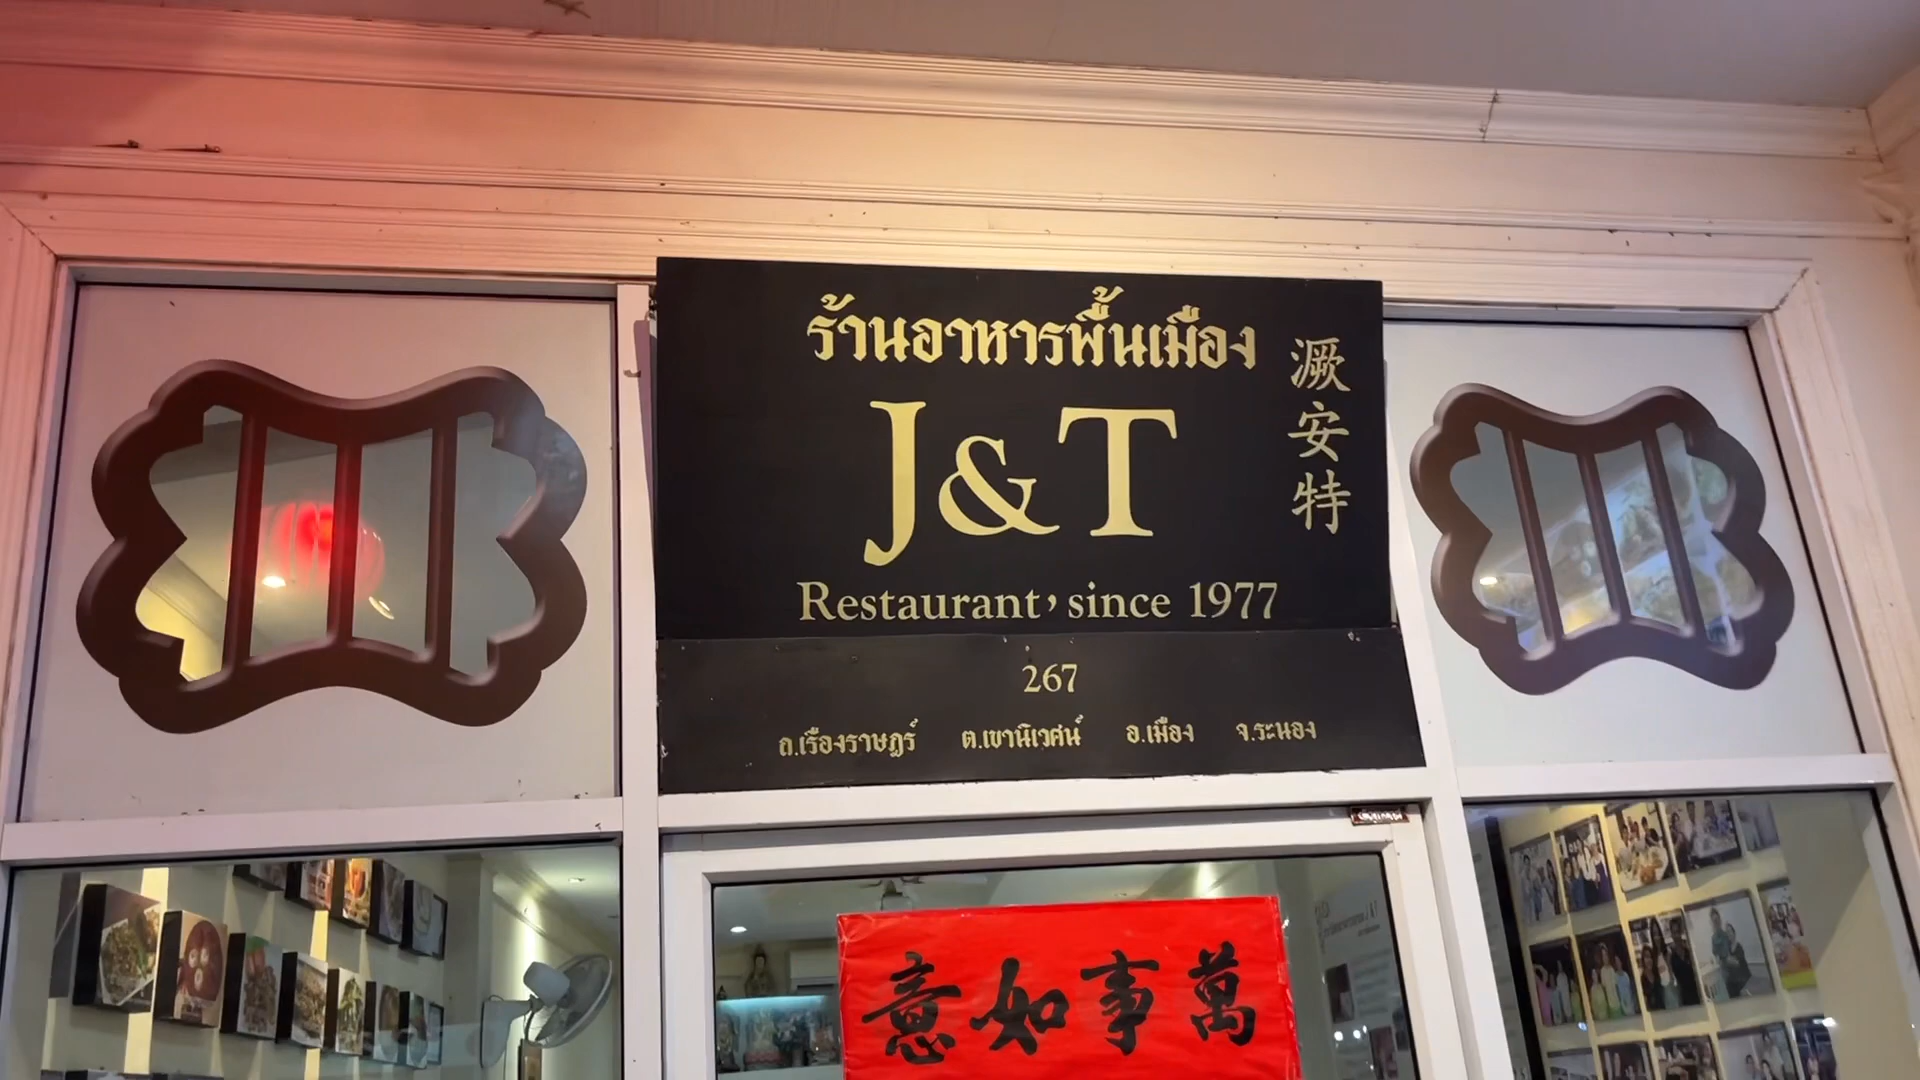 ร้านอาหารพื้นเมือง
J&T
Restaurant, since 1977
澱安特
267
ถ.เรืองราษฎร์ ต.เขานิเวศน์ อ.เมือง จ.ระนอง
意如事萬